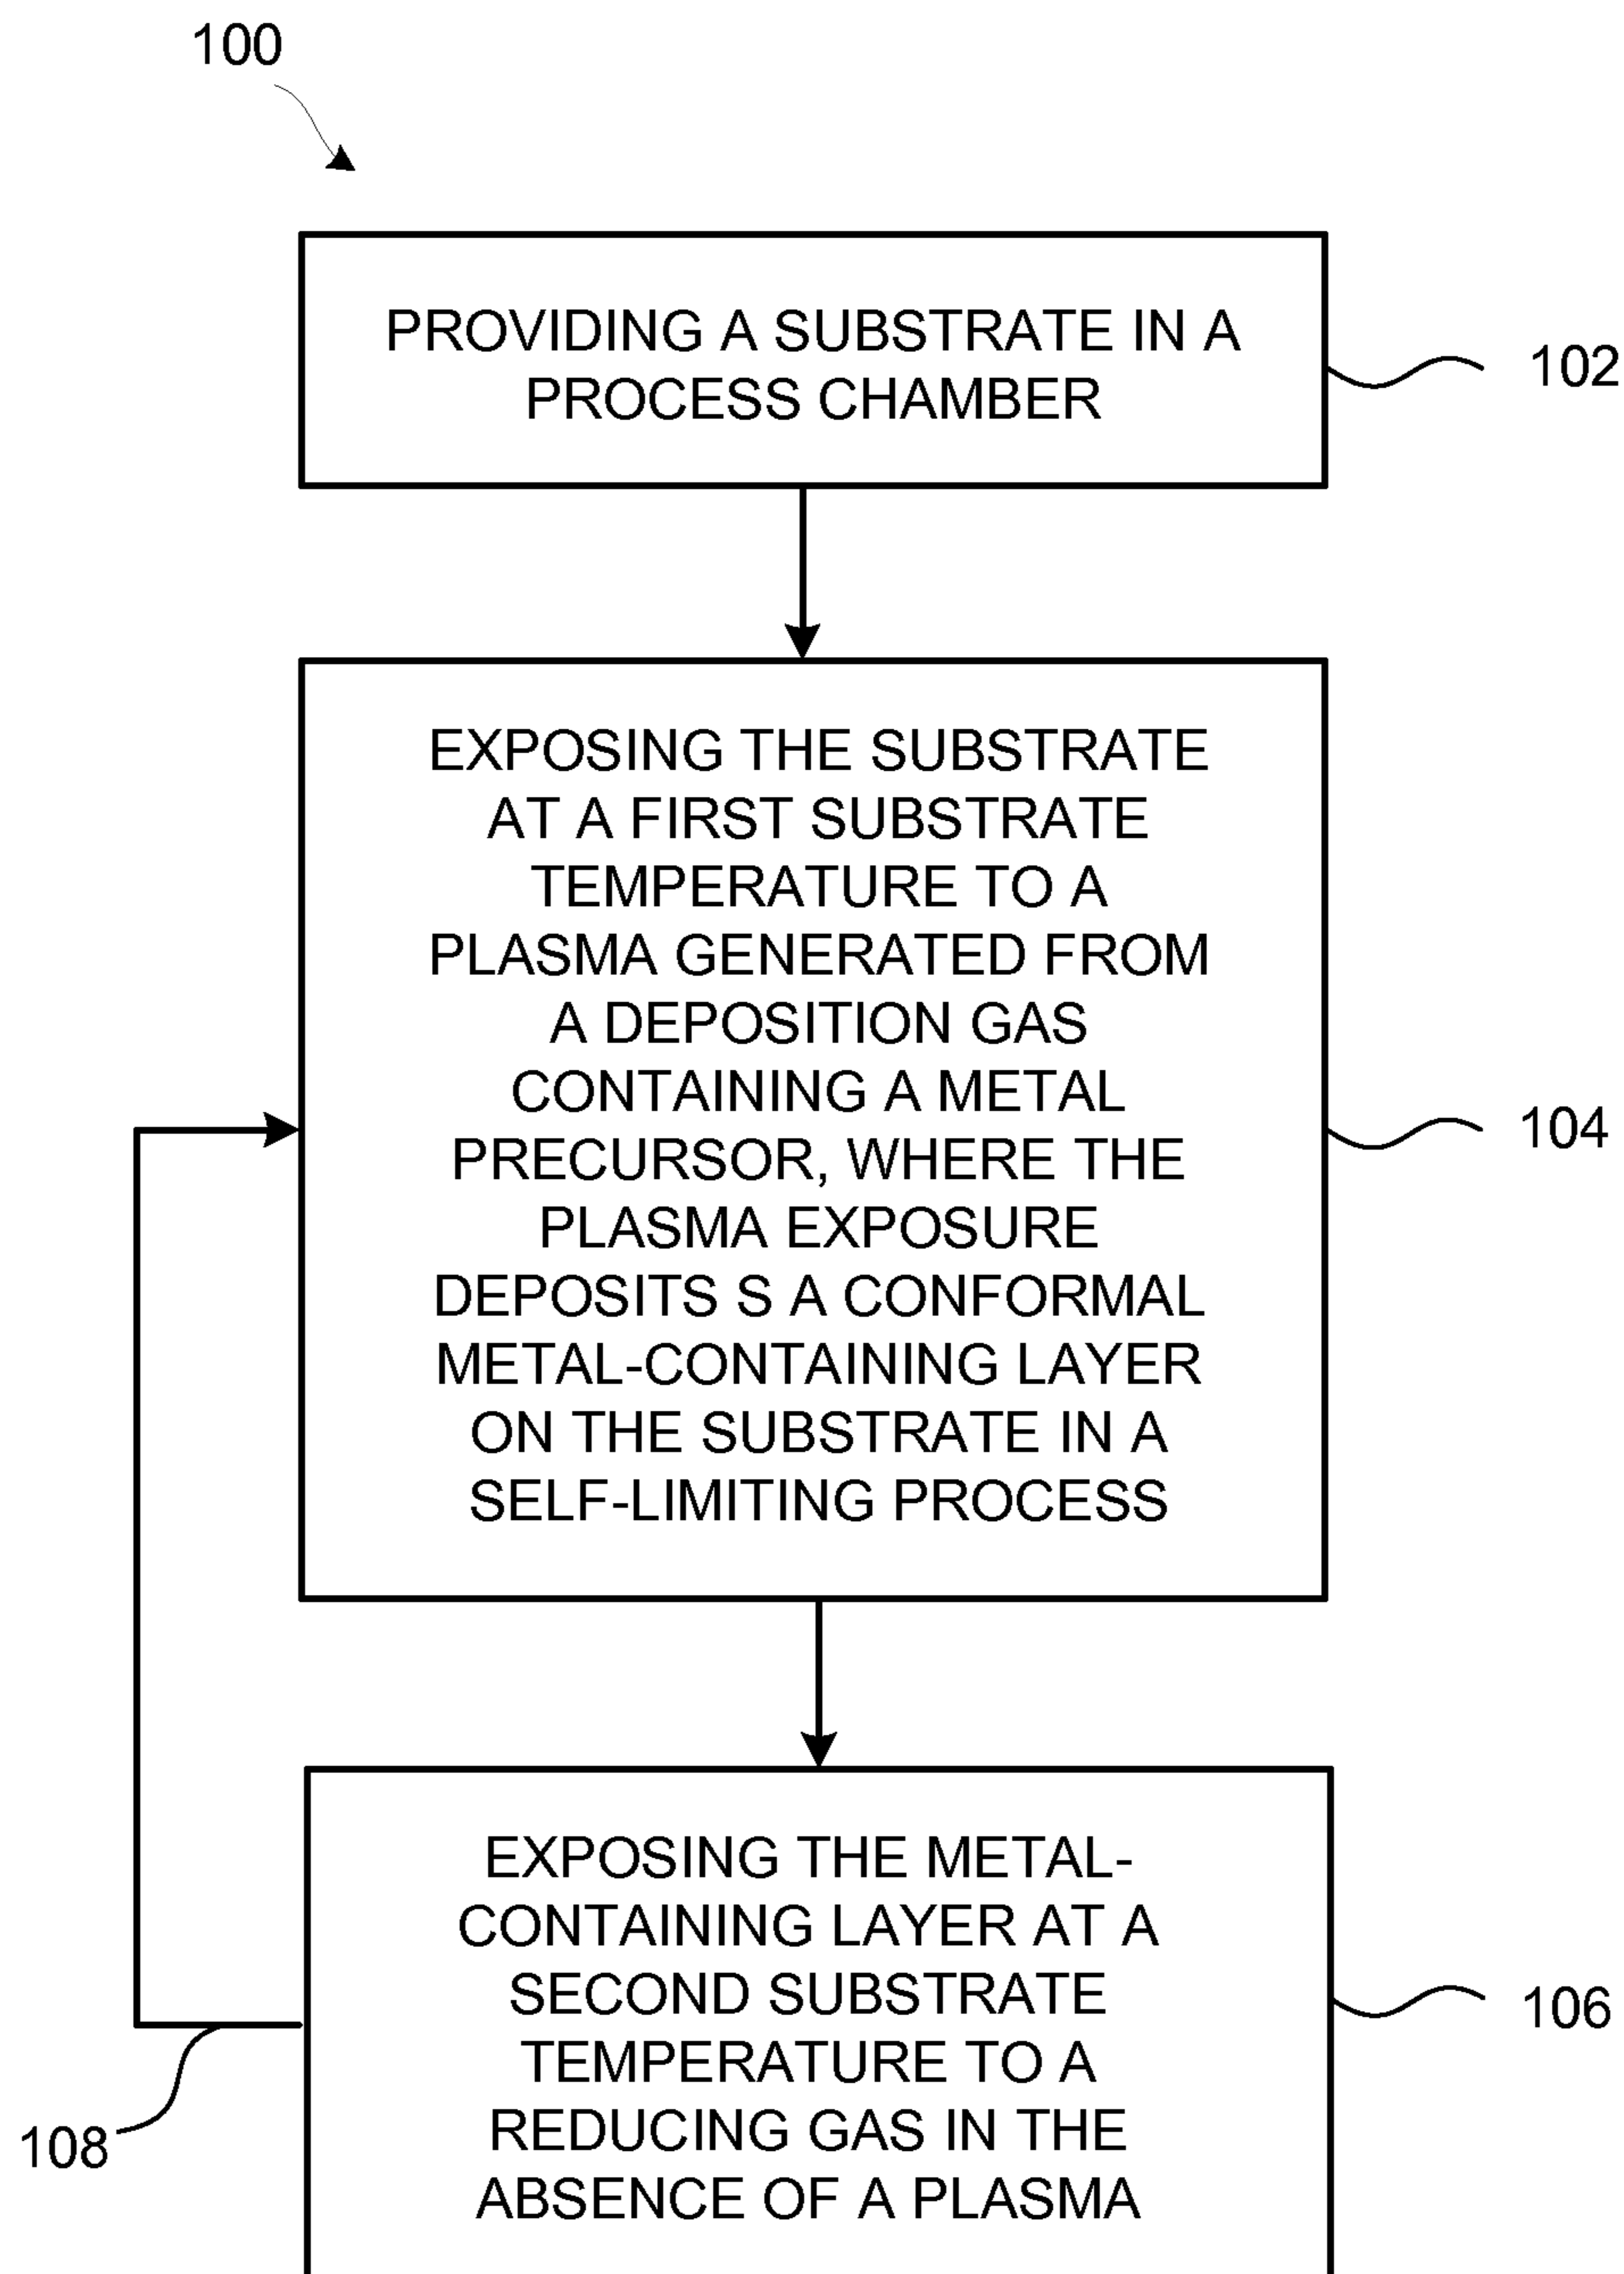 100
PROVIDING A SUBSTRATE IN A
PROCESS CHAMBER
102
EXPOSING THE SUBSTRATE
AT A FIRST SUBSTRATE
TEMPERATURE TO A
PLASMA GENERATED FROM
A DEPOSITION GAS
CONTAINING A METAL
PRECURSOR, WHERE THE
PLASMA EXPOSURE
DEPOSITS S A CONFORMAL
METAL-CONTAINING LAYER
ON THE SUBSTRATE IN A
SELF-LIMITING PROCESS
104
EXPOSING THE METAL-
CONTAINING LAYER AT A
SECOND SUBSTRATE
TEMPERATURE TO A
REDUCING GAS IN THE
ABSENCE OF A PLASMA
106
108